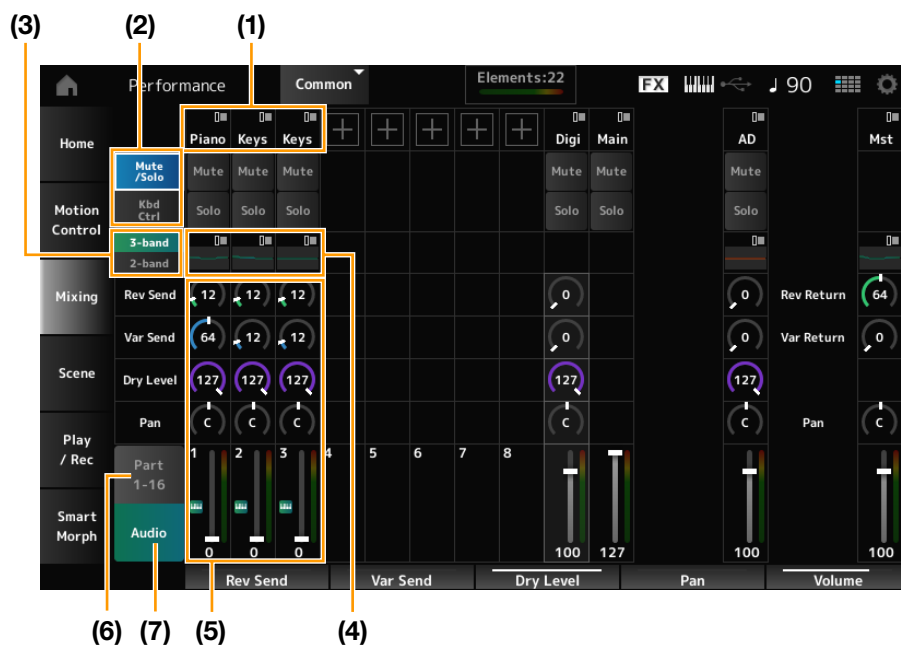 (3) (2) (1)
Performance Common Elements:22 FX ♩ 90
Home Piano Keys Keys + + + + + Digi Main AD Mst
Mute /Solo Mute Mute Mute Mute Mute Mute
Motion Control Kbd Ctrl Solo Solo Solo Solo Solo Solo
3-band
2-band
Mixing Rev Send 12 12 12 0 0 Rev Return 64
Var Send 64 12 12 0 0 Var Return 0
Scene Dry Level 127 127 127 127 127
Pan C C C C C Pan C
Play / Rec Part 1-16 1 2 3 4 5 6 7 8
Smart Morph Audio 0 0 0 100 127 100 100
Rev Send Var Send Dry Level Pan Volume
(6) (7) (5) (4)